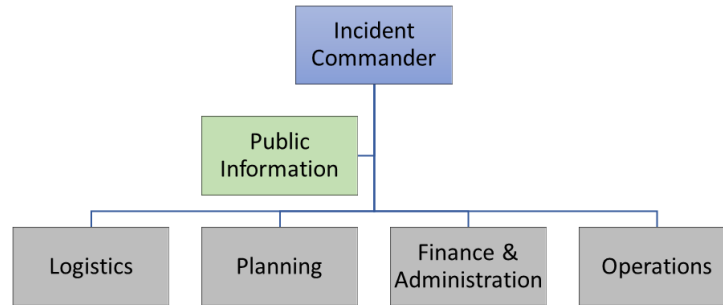 Incident
Commander
Public
Information
Logistics
Planning
Finance &
Administration
Operations